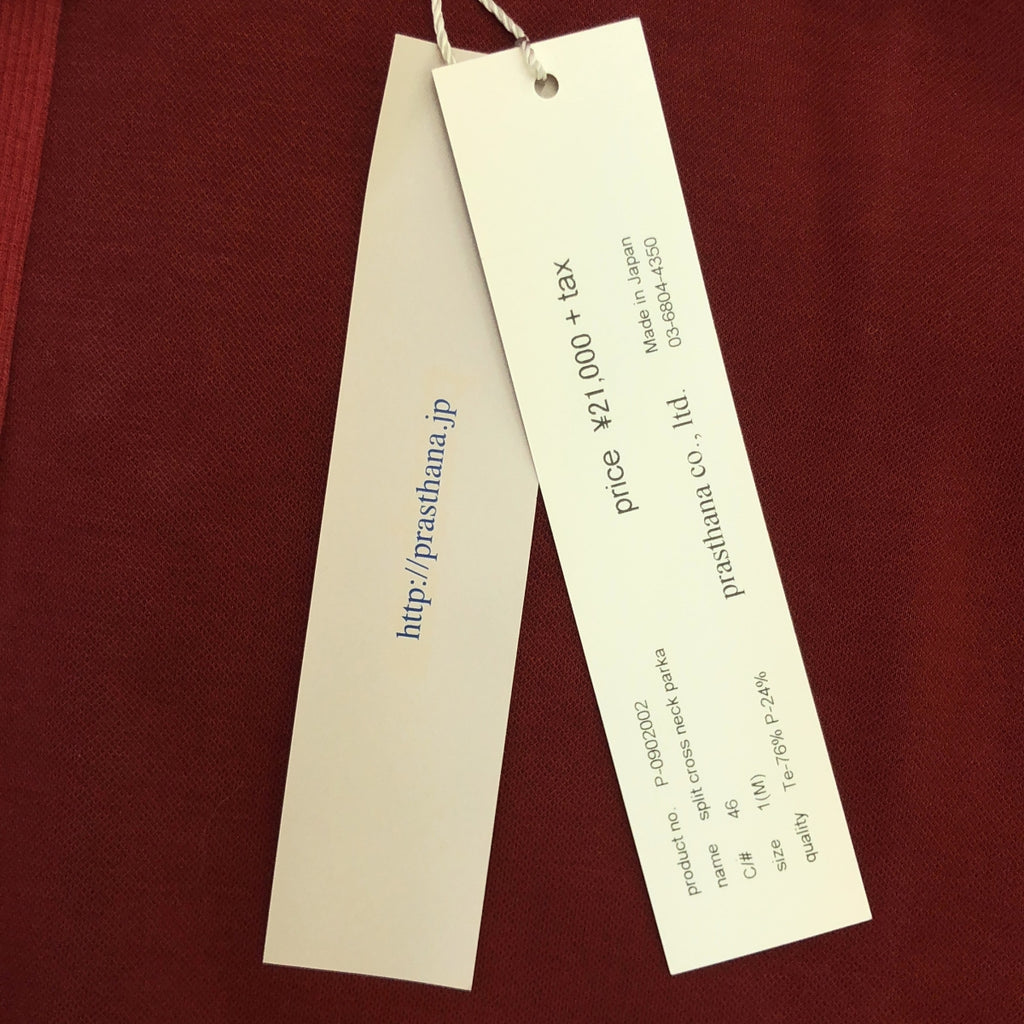 http://prasthana.jp
product no. P-0902002
name split cross neck parka
C/# 46
size 1(M)
quality Te-76% P-24%
price ¥21,000 + tax
prasthana co., ltd.
Made in Japan
03-6804-4350